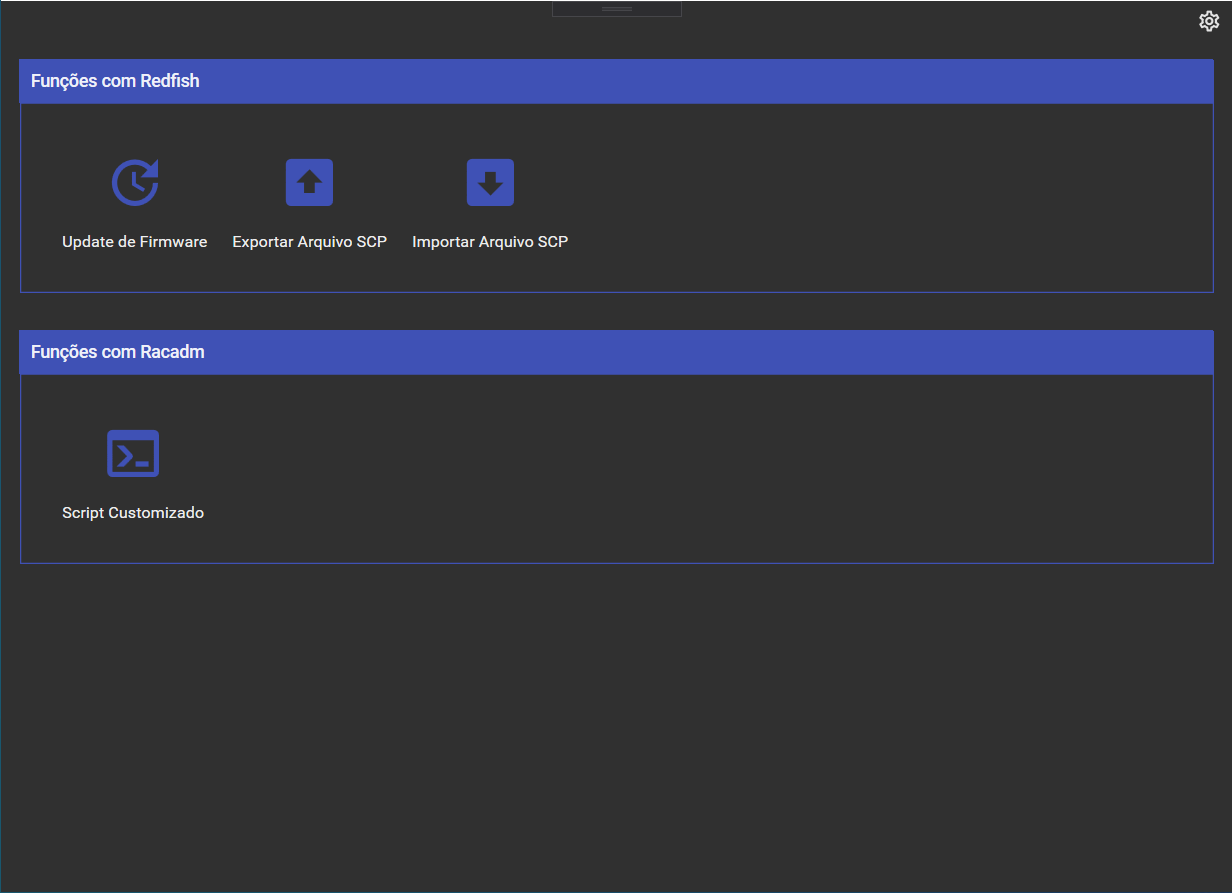 Funções com Redfish
Update de Firmware
Exportar Arquivo SCP
Importar Arquivo SCP
Funções com Racadm
Script Customizado